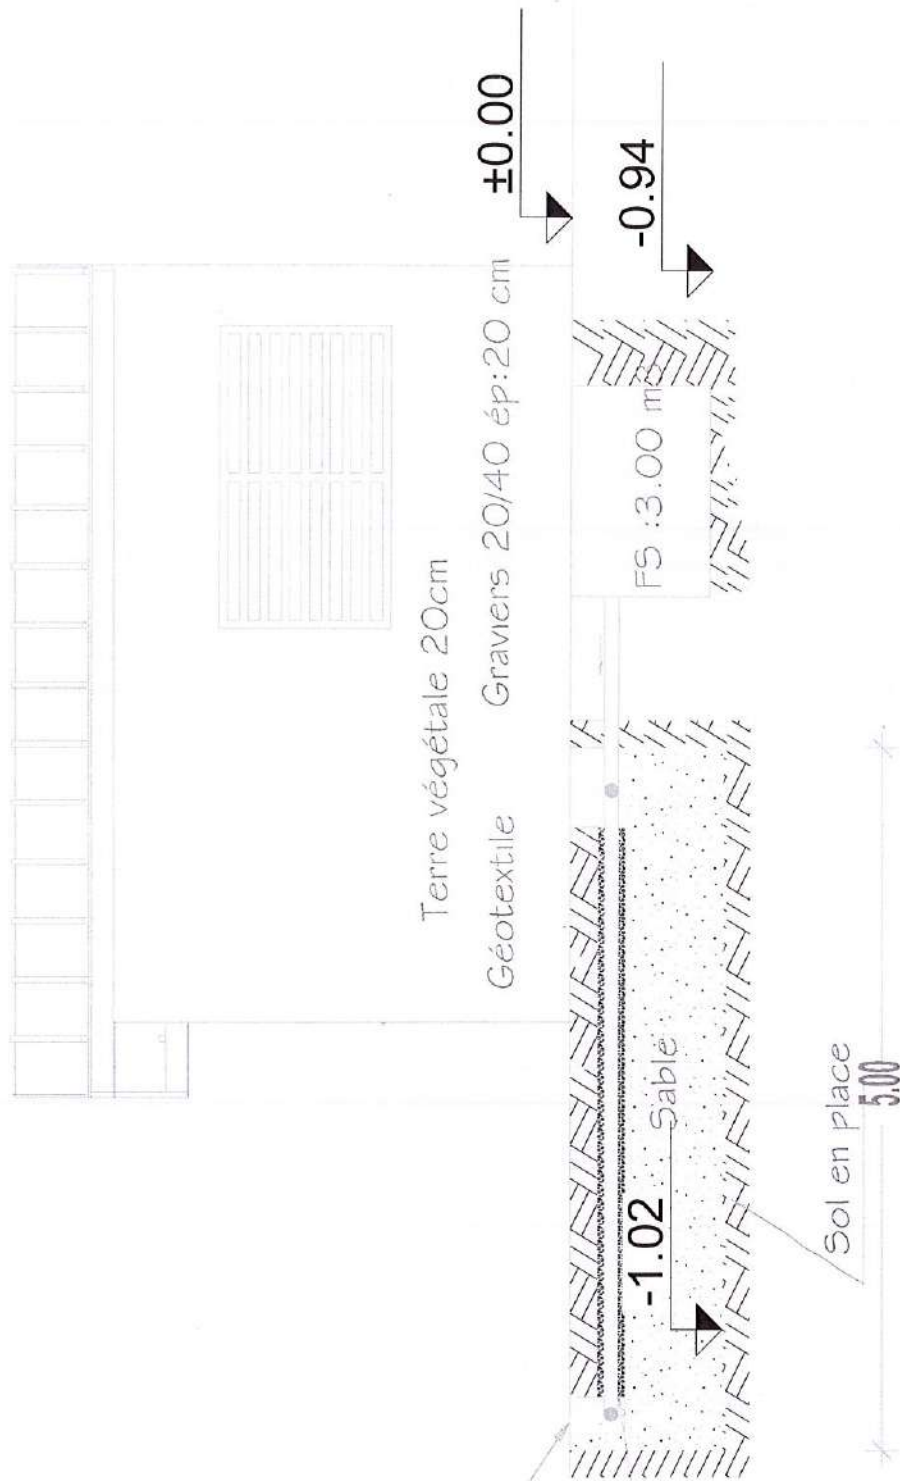 ±0.00
-0.94
Terre végétale 20cm
Géotextile
Graviers 20/40 ép:20 cm
FS :3.00 m3
-1.02
Sable
Sol en place
5.00